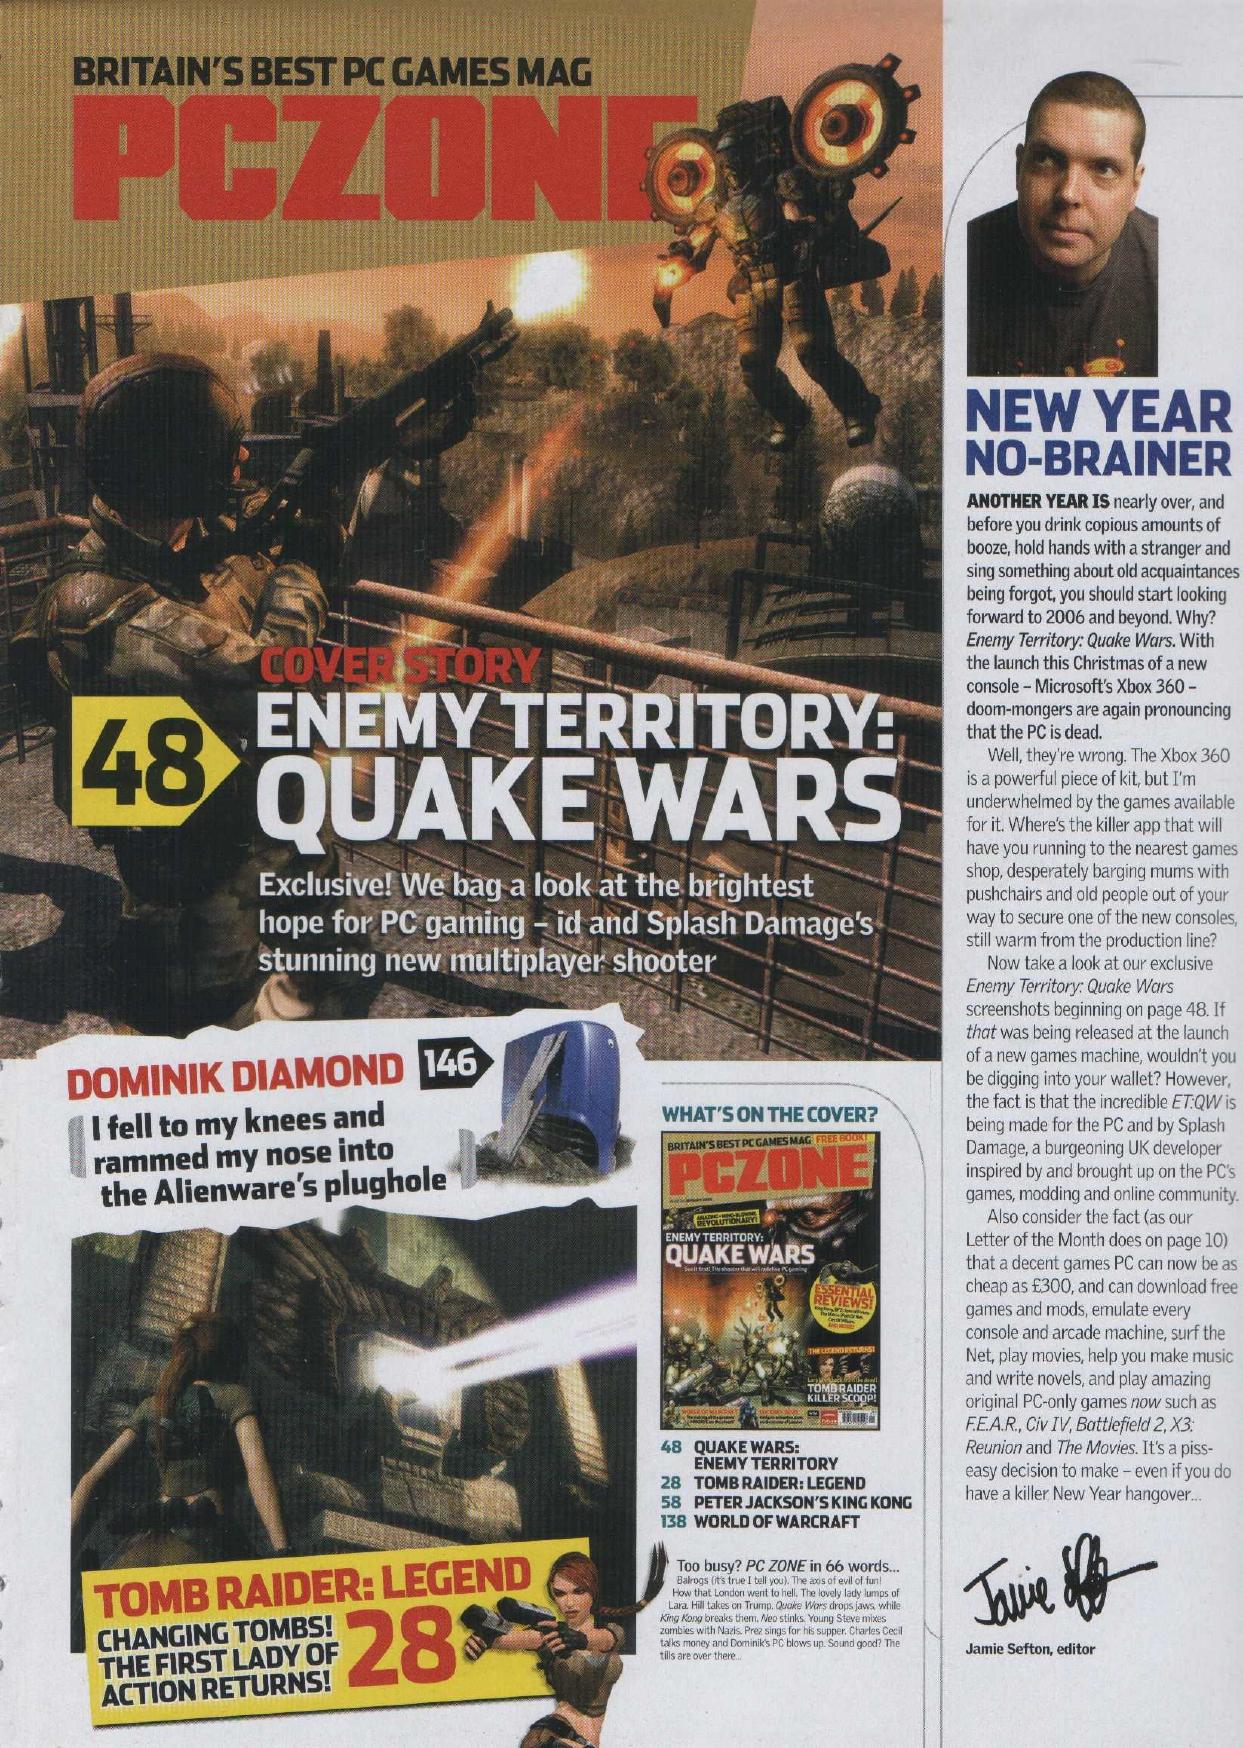 BRITAIN'S BEST PC GAMES MAG
PCZONE
COVER STORY
48
ENEMY TERRITORY:
QUAKE WARS
Exclusive! We bag a look at the brightest
hope for PC gaming – id and Splash Damage's
stunning new multiplayer shooter
DOMINIK DIAMOND 146
I fell to my knees and
rammed my nose into
the Alienware's plughole
TOMB RAIDER: LEGEND
CHANGING TOMBS!
THE FIRST LADY OF
ACTION RETURNS!
28
WHAT'S ON THE COVER?
BRITAIN'S BEST PC GAMES MAG FREE BOOK!
PCZONE
REVOLUTIONARY!
ENEMY TERRITORY:
QUAKE WARS
ESSENTIAL
REVIEWS!
THE LEGEND RETURNS!
TOMB RAIDER
KILLER SCOOP!
48 QUAKE WARS:
ENEMY TERRITORY
28 TOMB RAIDER: LEGEND
58 PETER JACKSON'S KING KONG
138 WORLD OF WARCRAFT
Too busy? PC ZONE in 66 words...
Balrogs (it's true I tell you). The axis of evil of fun!
How that London went to hell. The lovely lady lumps of
Lara. Hill takes on Trump. Quake Wars drops jaws, while
King Kong breaks them. Neo stinks. Young Steve mixes
zombies with Nazis. Prez sings for his supper. Charles Cecil
talks money and Dominik's PC blows up. Sound good? The
tills are over there...
NEW YEAR
NO-BRAINER
ANOTHER YEAR IS nearly over, and
before you drink copious amounts of
booze, hold hands with a stranger and
sing something about old acquaintances
being forgot, you should start looking
forward to 2006 and beyond. Why?
Enemy Territory: Quake Wars. With
the launch this Christmas of a new
console – Microsoft's Xbox 360 –
doom-mongers are again pronouncing
that the PC is dead.
Well, they're wrong. The Xbox 360
is a powerful piece of kit, but I'm
underwhelmed by the games available
for it. Where's the killer app that will
have you running to the nearest games
shop, desperately barging mums with
pushchairs and old people out of your
way to secure one of the new consoles,
still warm from the production line?
Now take a look at our exclusive
Enemy Territory: Quake Wars
screenshots beginning on page 48. If
that was being released at the launch
of a new games machine, wouldn't you
be digging into your wallet? However,
the fact is that the incredible ET:QW is
being made for the PC and by Splash
Damage, a burgeoning UK developer
inspired by and brought up on the PC's
games, modding and online community.
Also consider the fact (as our
Letter of the Month does on page 10)
that a decent games PC can now be as
cheap as £300, and can download free
games and mods, emulate every
console and arcade machine, surf the
Net, play movies, help you make music
and write novels, and play amazing
original PC-only games now such as
F.E.A.R., Civ IV, Battlefield 2, X3:
Reunion and The Movies. It's a piss-
easy decision to make – even if you do
have a killer New Year hangover...
Jamie
Jamie Sefton, editor